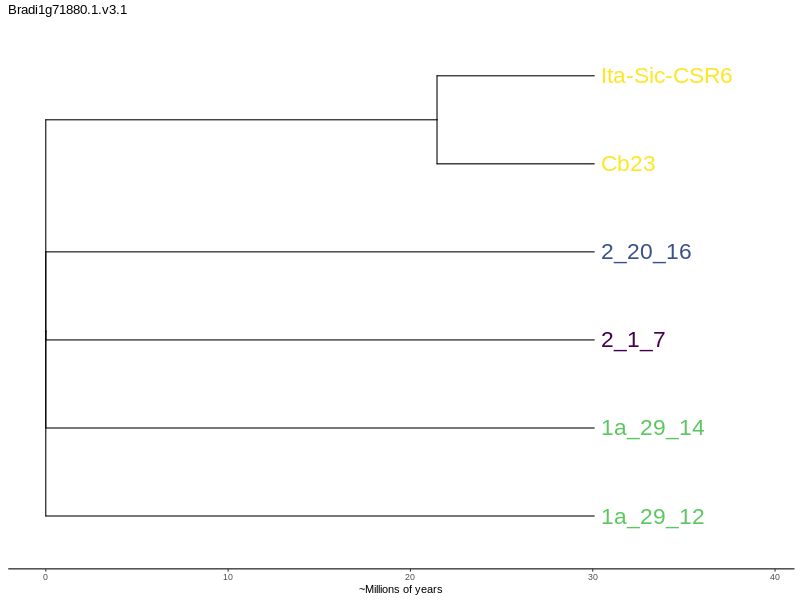 Bradi1g71880.1.v3.1
Ita-Sic-CSR6
Cb23
2_20_16
2_1_7
1a_29_14
1a_29_12
0 10 20 30 40
~Millions of years